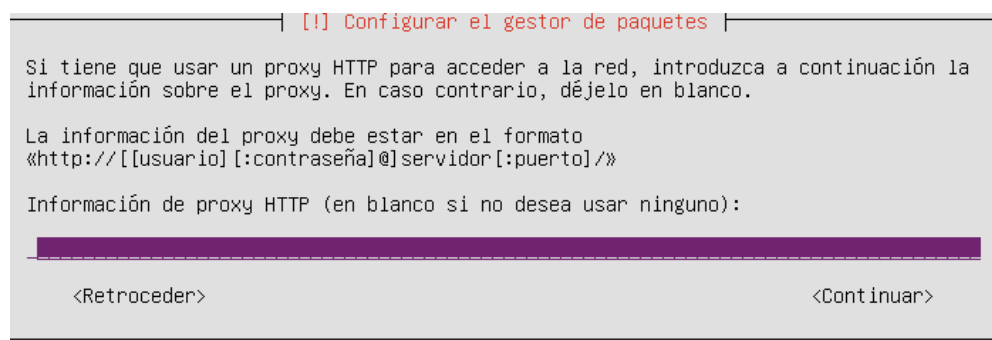 [!] Configurar el gestor de paquetes
Si tiene que usar un proxy HTTP para acceder a la red, introduzca a continuación la
información sobre el proxy. En caso contrario, déjelo en blanco.
La información del proxy debe estar en el formato
«http://[[usuario][:contraseña]@]servidor[:puerto]/»
Información de proxy HTTP (en blanco si no desea usar ninguno):
<Retroceder> <Continuar>